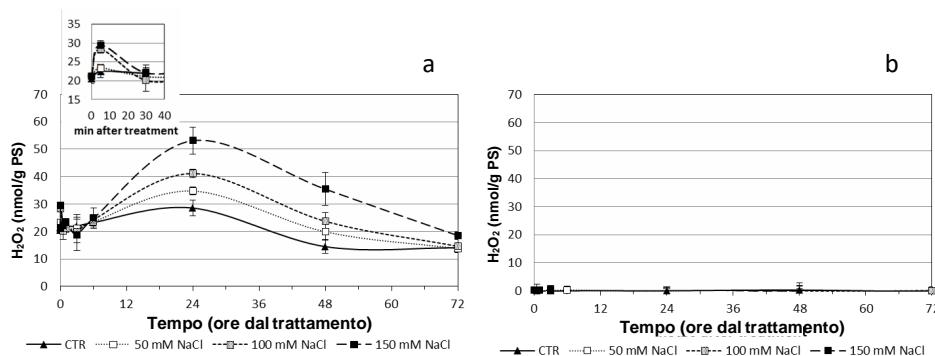 35
30
25
20
15
0 10 20 30 40
min after treatment
a
70
60
50
40
30
20
10
0
H₂O₂ (nmol/g PS)
0 12 24 36 48 60 72
Tempo (ore dal trattamento)
CTR 50 mM NaCl 100 mM NaCl 150 mM NaCl
b
70
60
50
40
30
20
10
0
H₂O₂ (nmol/g PS)
0 12 24 36 48 60 72
Tempo (ore dal trattamento)
CTR 50 mM NaCl 100 mM NaCl 150 mM NaCl